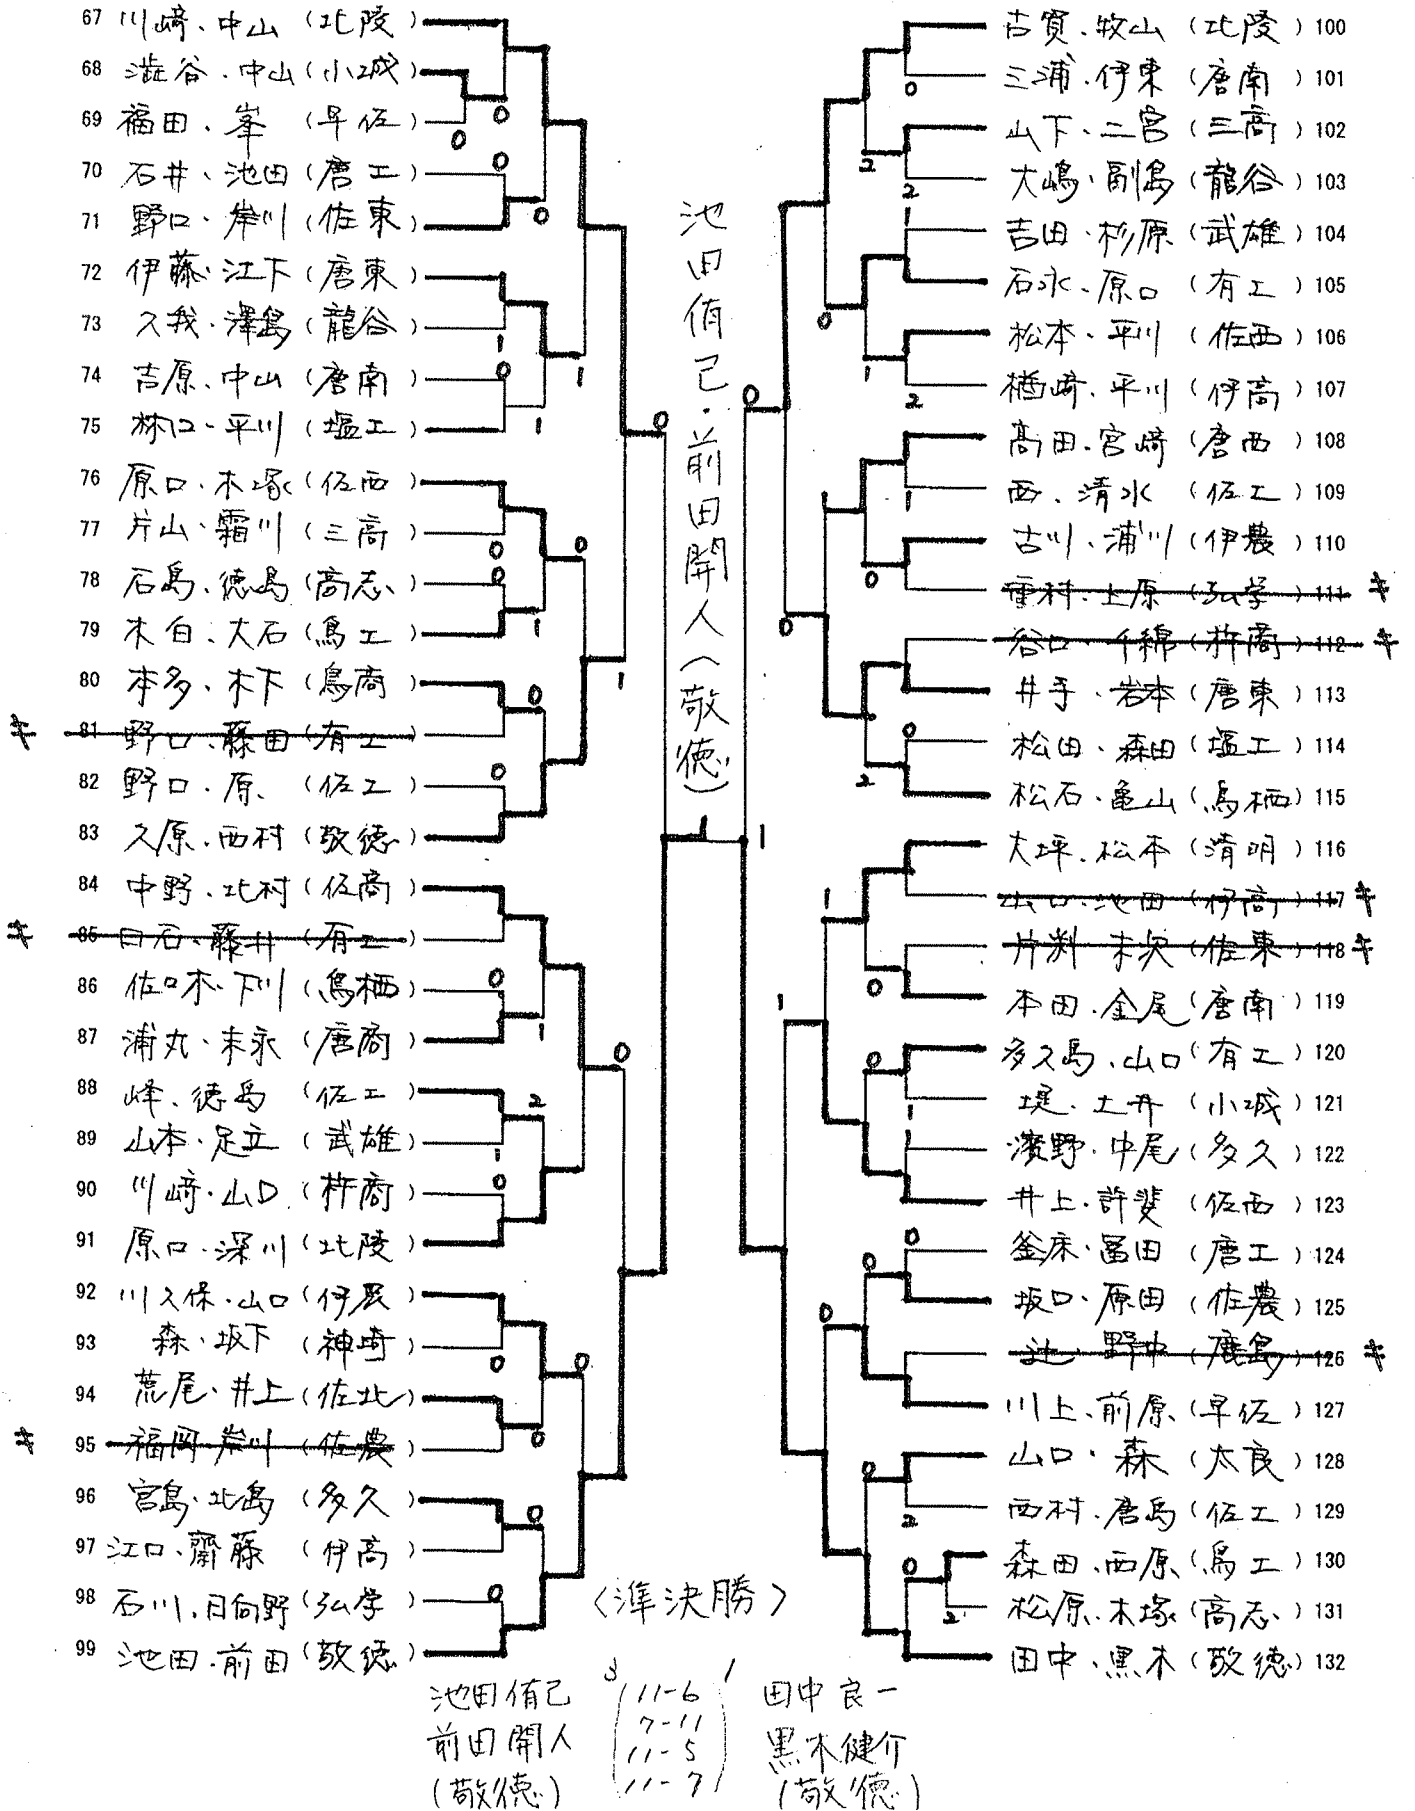 67 川﨑・中山 (北陵)
68 澁谷・中山 (小城)
69 福田・峯 (早佐)
70 石井・池田 (唐工)
71 野口・岸川 (佐東)
72 伊藤・江下 (唐東)
73 久我・澤島 (龍谷)
74 吉原・中山 (唐南)
75 林口・平川 (塩工)
76 原口・木塚 (佐西)
77 片山・霜川 (三高)
78 石島・徳島 (高志)
79 木白・大石 (鳥工)
80 本多・木下 (鳥商)
キ 81 野口・藤田 (有工)
82 野口・原 (佐工)
83 久原・西村 (敬徳)
84 中野・北村 (佐商)
キ 85 白石・藤井 (有工)
86 佐々木・下川 (鳥栖)
87 浦丸・末永 (唐商)
88 峰・徳島 (佐工)
89 山本・足立 (武雄)
90 川﨑・山口 (杵商)
91 原口・深川 (北陵)
92 川久保・山口 (伊農)
93 森・坂下 (神埼)
94 荒尾・井上 (佐北)
キ 95 福岡・岸川 (佐農)
96 宮島・北島 (多久)
97 江口・齋藤 (伊高)
98 石川・日向野 (弘学)
99 池田・前田 (敬徳)
池田侑己・前田開人(敬徳)
古賀・牧山 (北陵) 100
三浦・伊東 (唐南) 101
山下・二宮 (三高) 102
大嶋・副島 (龍谷) 103
吉田・杉原 (武雄) 104
石永・原口 (有工) 105
松本・平川 (佐西) 106
楢﨑・平川 (伊高) 107
髙田・宮﨑 (唐西) 108
西・清水 (佐工) 109
古川・浦川 (伊農) 110
重村・上原 (弘学) 111 キ
谷口・千綿 (杵商) 112 キ
井手・岩本 (唐東) 113
松田・森田 (塩工) 114
松石・亀山 (鳥栖) 115
大坪・松本 (清明) 116
山口・池田 (伊高) 117 キ
片渕・末次 (佐東) 118 キ
本田・金尾 (唐南) 119
多久島・山口 (有工) 120
堤・土井 (小城) 121
濱野・中尾 (多久) 122
井上・許斐 (佐西) 123
釜床・冨田 (唐工) 124
坂口・原田 (佐農) 125
辻・野中 (鹿島) 126 キ
川上・前原 (早佐) 127
山口・森 (太良) 128
西村・唐島 (佐工) 129
森田・西原 (鳥工) 130
松原・木塚 (高志) 131
田中・黒木 (敬徳) 132
〈準決勝〉
池田侑己 3 (11-6 1 田中良一
前田開人 7-11 黒木健介
(敬徳) 11-5 (敬徳)
11-7)